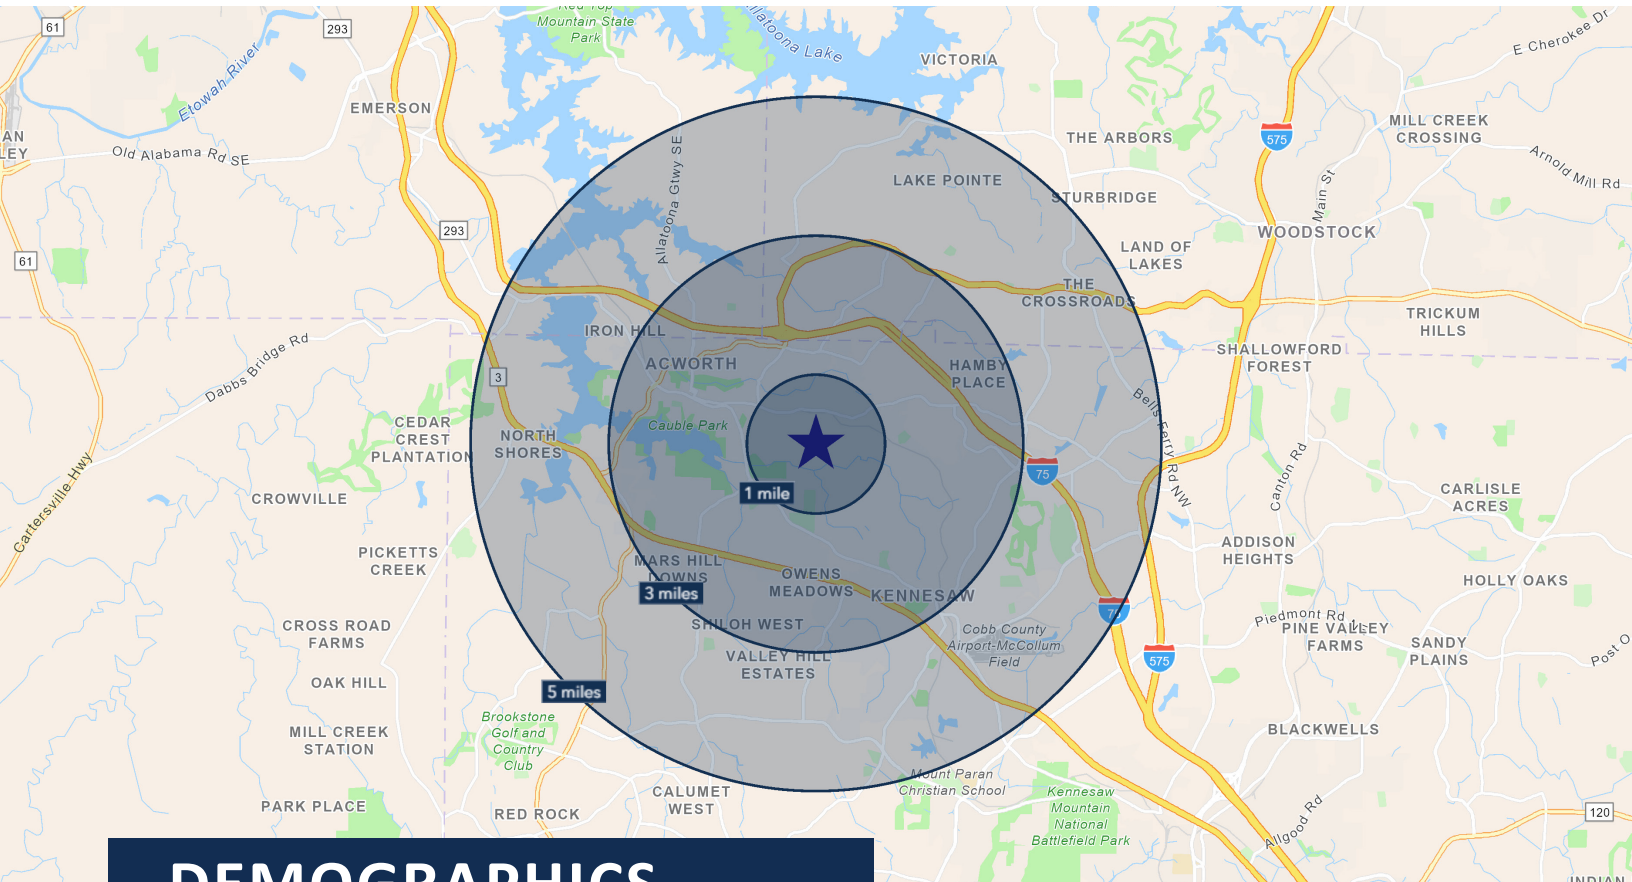 61
293
Red Top
Mountain State
Park
Allatoona Lake
VICTORIA
E Cherokee Dr
Etowah River
EMERSON
THE ARBORS
575
MILL CREEK
CROSSING
AN
LEY
Old Alabama Rd SE
Allatoona Gtwy SE
LAKE POINTE
STURBRIDGE
Main St
Arnold Mill Rd
293
WOODSTOCK
61
LAND OF
LAKES
THE
CROSSROADS
TRICKUM
HILLS
IRON HILL
Dabbs Bridge Rd
ACWORTH
HAMBY
PLACE
SHALLOWFORD
FOREST
3
Bells Ferry Rd NW
CEDAR
CREST
PLANTATION
NORTH
SHORES
Cauble Park
75
Canton Rd
Cartersville Hwy
CROWVILLE
1 mile
CARLISLE
ACRES
PICKETTS
CREEK
MARS HILL
DOWNS
OWENS
MEADOWS
ADDISON
HEIGHTS
HOLLY OAKS
3 miles
KENNESAW
75
CROSS ROAD
FARMS
SHILOH WEST
Cobb County
Airport-McCollum
Field
Piedmont Rd
PINE VALLEY
FARMS
SANDY
PLAINS
Post O
VALLEY HILL
ESTATES
575
OAK HILL
5 miles
Brookstone
Golf and
Country
Club
MILL CREEK
STATION
BLACKWELLS
Mount Paran
Christian School
CALUMET
WEST
PARK PLACE
RED ROCK
Kennesaw
Mountain
National
Battlefield Park
Allgood Rd
120
DEMOGRAPHICS
INDIAN